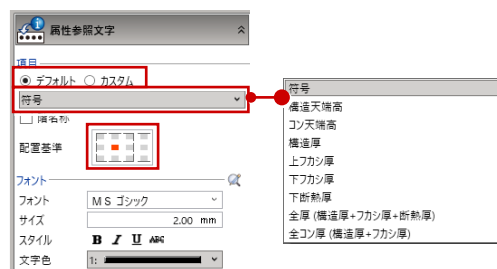 属性参照文字
項目
デフォルト カスタム
符号
階名称
配置基準
フォント
フォント MS ゴシック
サイズ 2.00 mm
スタイル B I U ABC
文字色 1:
符号
構造天端高
コン天端高
構造厚
上フカシ厚
下フカシ厚
下断熱厚
全厚 (構造厚+フカシ厚+断熱厚)
全コン厚 (構造厚+フカシ厚)